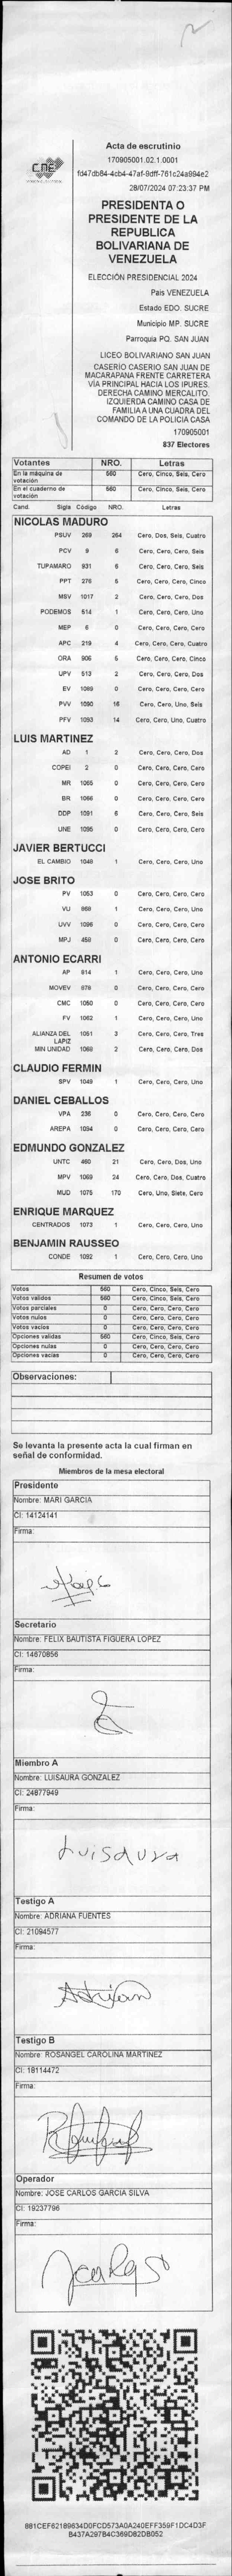 CNE
Acta de escrutinio
170905001.02.1.0001
fd47db84-4cb4-47af-9dff-761c24a994e2
28/07/2024 07:23:37 PM
PRESIDENTA O
PRESIDENTE DE LA
REPUBLICA
BOLIVARIANA DE
VENEZUELA
ELECCIÓN PRESIDENCIAL 2024
Pais VENEZUELA
Estado EDO. SUCRE
Municipio MP. SUCRE
Parroquia PQ. SAN JUAN
LICEO BOLIVARIANO SAN JUAN
CASERÍO CASERIO SAN JUAN DE
MACARAPANA FRENTE CARRETERA
VÍA PRINCIPAL HACIA LOS IPURES.
DERECHA CAMINO MERCALITO.
IZQUIERDA CAMINO CASA DE
FAMILIA A UNA CUADRA DEL
COMANDO DE LA POLICIA CASA
170905001
837 Electores
Votantes NRO. Letras
En la máquina de votación 560 Cero, Cinco, Seis, Cero
En el cuaderno de votación 560 Cero, Cinco, Seis, Cero
Cand. Sigla Código NRO. Letras
NICOLAS MADURO
PSUV 269 264 Cero, Dos, Seis, Cuatro
PCV 9 6 Cero, Cero, Cero, Seis
TUPAMARO 931 6 Cero, Cero, Cero, Seis
PPT 276 5 Cero, Cero, Cero, Cinco
MSV 1017 2 Cero, Cero, Cero, Dos
PODEMOS 514 1 Cero, Cero, Cero, Uno
MEP 6 0 Cero, Cero, Cero, Cero
APC 219 4 Cero, Cero, Cero, Cuatro
ORA 906 5 Cero, Cero, Cero, Cinco
UPV 513 2 Cero, Cero, Cero, Dos
EV 1089 0 Cero, Cero, Cero, Cero
PVV 1090 16 Cero, Cero, Uno, Seis
PFV 1093 14 Cero, Cero, Uno, Cuatro
LUIS MARTINEZ
AD 1 2 Cero, Cero, Cero, Dos
COPEI 2 0 Cero, Cero, Cero, Cero
MR 1065 0 Cero, Cero, Cero, Cero
BR 1066 0 Cero, Cero, Cero, Cero
DDP 1091 6 Cero, Cero, Cero, Seis
UNE 1095 0 Cero, Cero, Cero, Cero
JAVIER BERTUCCI
EL CAMBIO 1048 1 Cero, Cero, Cero, Uno
JOSE BRITO
PV 1053 0 Cero, Cero, Cero, Cero
VU 868 1 Cero, Cero, Cero, Uno
UVV 1096 0 Cero, Cero, Cero, Cero
MPJ 458 0 Cero, Cero, Cero, Cero
ANTONIO ECARRI
AP 914 1 Cero, Cero, Cero, Uno
MOVEV 978 0 Cero, Cero, Cero, Cero
CMC 1050 0 Cero, Cero, Cero, Cero
FV 1062 1 Cero, Cero, Cero, Uno
ALIANZA DEL LAPIZ 1051 3 Cero, Cero, Cero, Tres
MIN UNIDAD 1068 2 Cero, Cero, Cero, Dos
CLAUDIO FERMIN
SPV 1049 1 Cero, Cero, Cero, Uno
DANIEL CEBALLOS
VPA 236 0 Cero, Cero, Cero, Cero
AREPA 1094 0 Cero, Cero, Cero, Cero
EDMUNDO GONZALEZ
UNTC 460 21 Cero, Cero, Dos, Uno
MPV 1069 24 Cero, Cero, Dos, Cuatro
MUD 1075 170 Cero, Uno, Siete, Cero
ENRIQUE MARQUEZ
CENTRADOS 1073 1 Cero, Cero, Cero, Uno
BENJAMIN RAUSSEO
CONDE 1092 1 Cero, Cero, Cero, Uno
Resumen de votos
Votos 560 Cero, Cinco, Seis, Cero
Votos válidos 560 Cero, Cinco, Seis, Cero
Votos parciales 0 Cero, Cero, Cero, Cero
Votos nulos 0 Cero, Cero, Cero, Cero
Votos vacíos 0 Cero, Cero, Cero, Cero
Opciones válidas 560 Cero, Cinco, Seis, Cero
Opciones nulas 0 Cero, Cero, Cero, Cero
Opciones vacías 0 Cero, Cero, Cero, Cero
Observaciones:
Se levanta la presente acta la cual firman en
señal de conformidad.
Miembros de la mesa electoral
Presidente
Nombre: MARI GARCIA
CI: 14124141
Firma:
Secretario
Nombre: FELIX BAUTISTA FIGUERA LOPEZ
CI: 14670856
Firma:
Miembro A
Nombre: LUISAURA GONZALEZ
CI: 24877949
Firma:
Luisaura
Testigo A
Nombre: ADRIANA FUENTES
CI: 21094577
Firma:
Testigo B
Nombre: ROSANGEL CAROLINA MARTINEZ
CI: 18114472
Firma:
Operador
Nombre: JOSE CARLOS GARCIA SILVA
CI: 19237796
Firma:
881CEF62189834D0FCD573A0A240EFF359F1DC4D3F
B437A297B4C369D82DB052